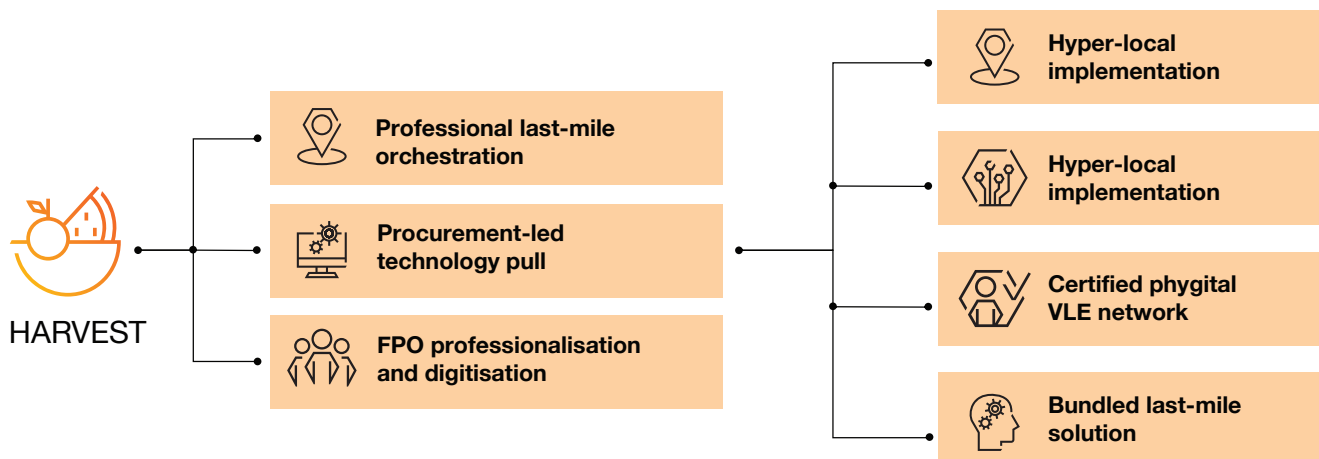 HARVEST
Professional last-mile
orchestration
Procurement-led
technology pull
FPO professionalisation
and digitisation
Hyper-local
implementation
Hyper-local
implementation
Certified phygital
VLE network
Bundled last-mile
solution